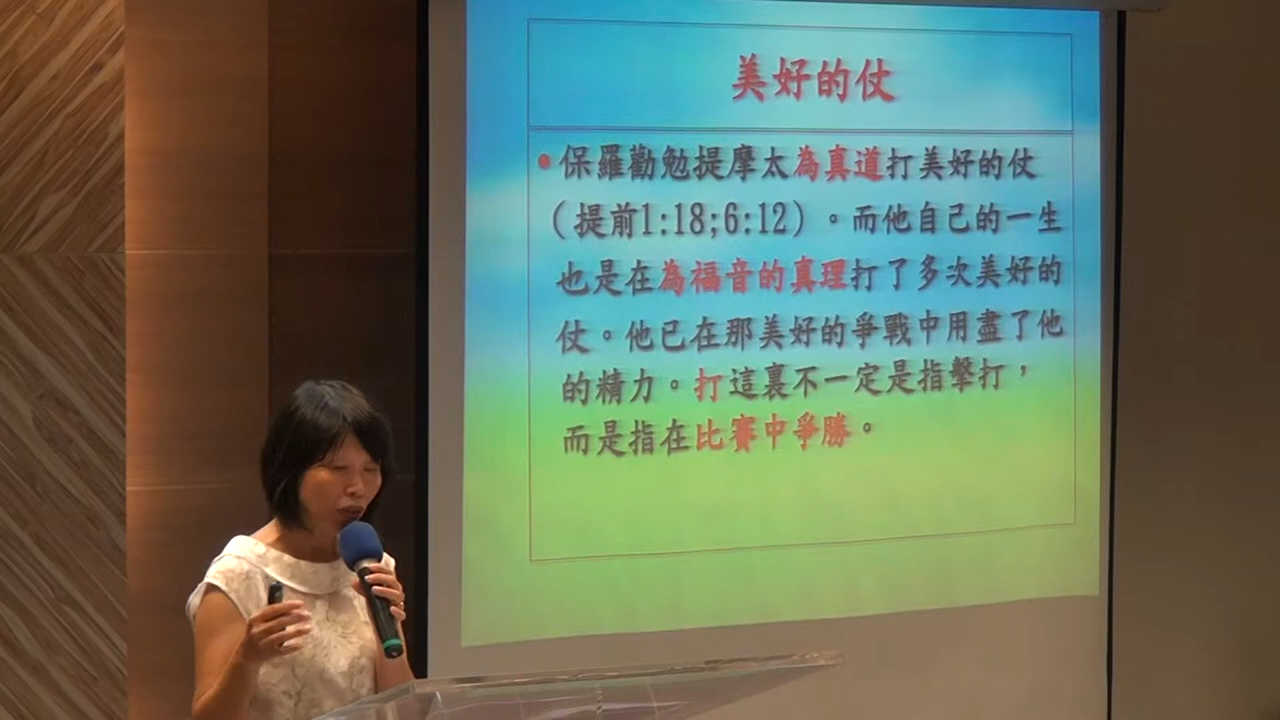 美好的仗
•保羅勸勉提摩太為真道打美好的仗
（提前1:18;6:12）。而他自己的一生
也是在為福音的真理打了多次美好的
仗。他已在那美好的爭戰中用盡了他
的精力。打這裏不一定是指擊打，
而是指在比賽中爭勝。